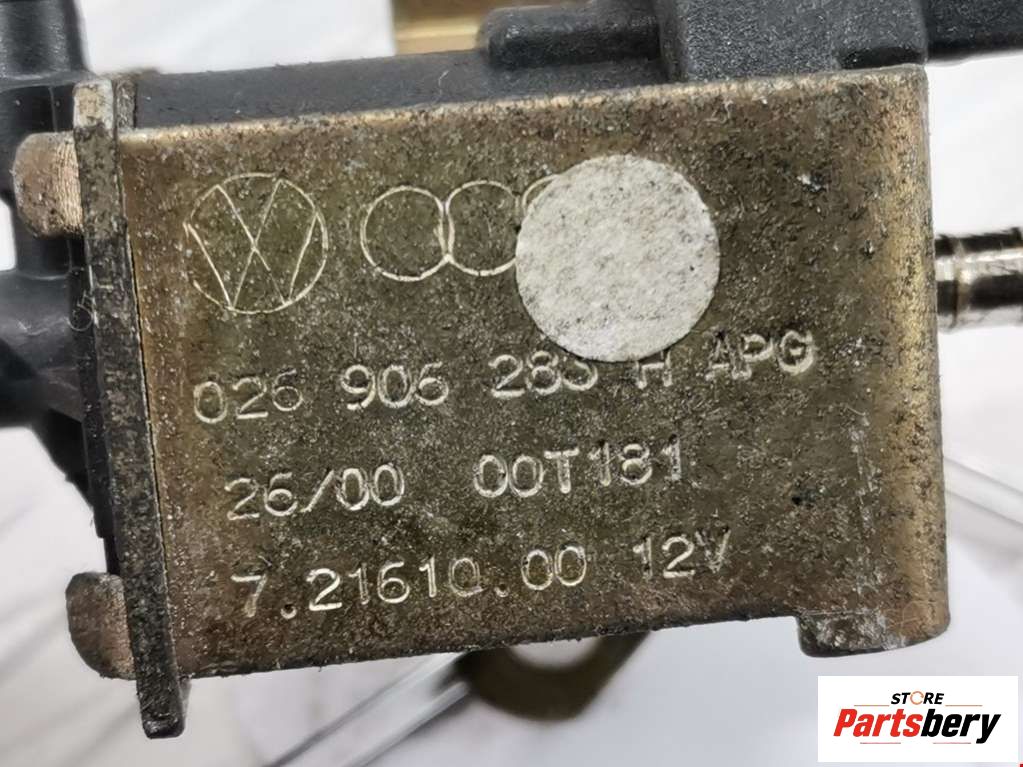 026 906 283 H APG
26/00 00T181
7.21610.00 12V
STORE
Partsbery